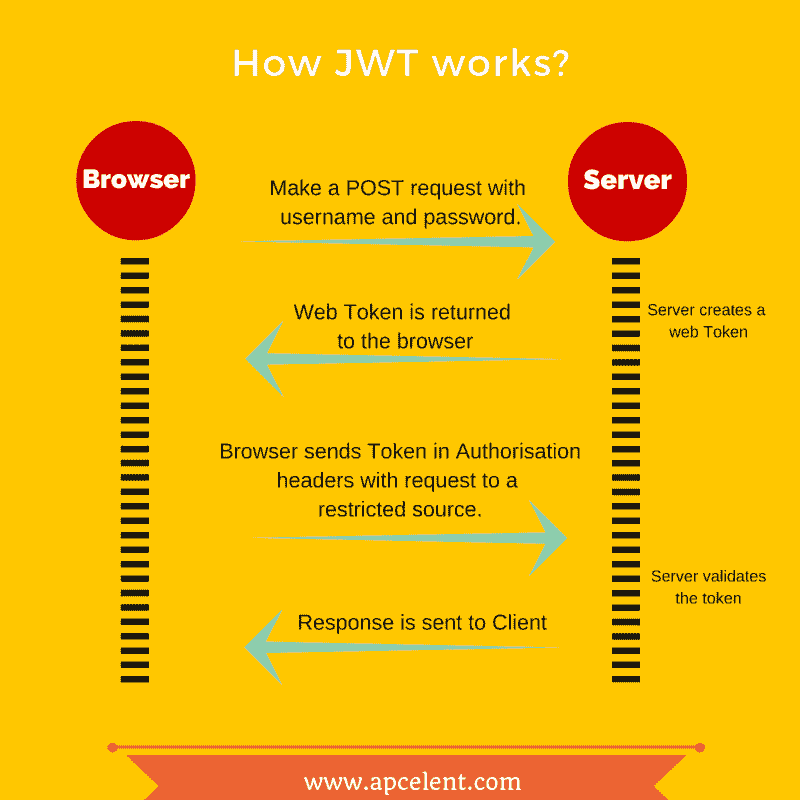 How JWT works?
Browser
Server
Make a POST request with
username and password.
Server creates a
web Token
Web Token is returned
to the browser
Browser sends Token in Authorisation
headers with request to a
restricted source.
Server validates
the token
Response is sent to Client
www.apcelent.com